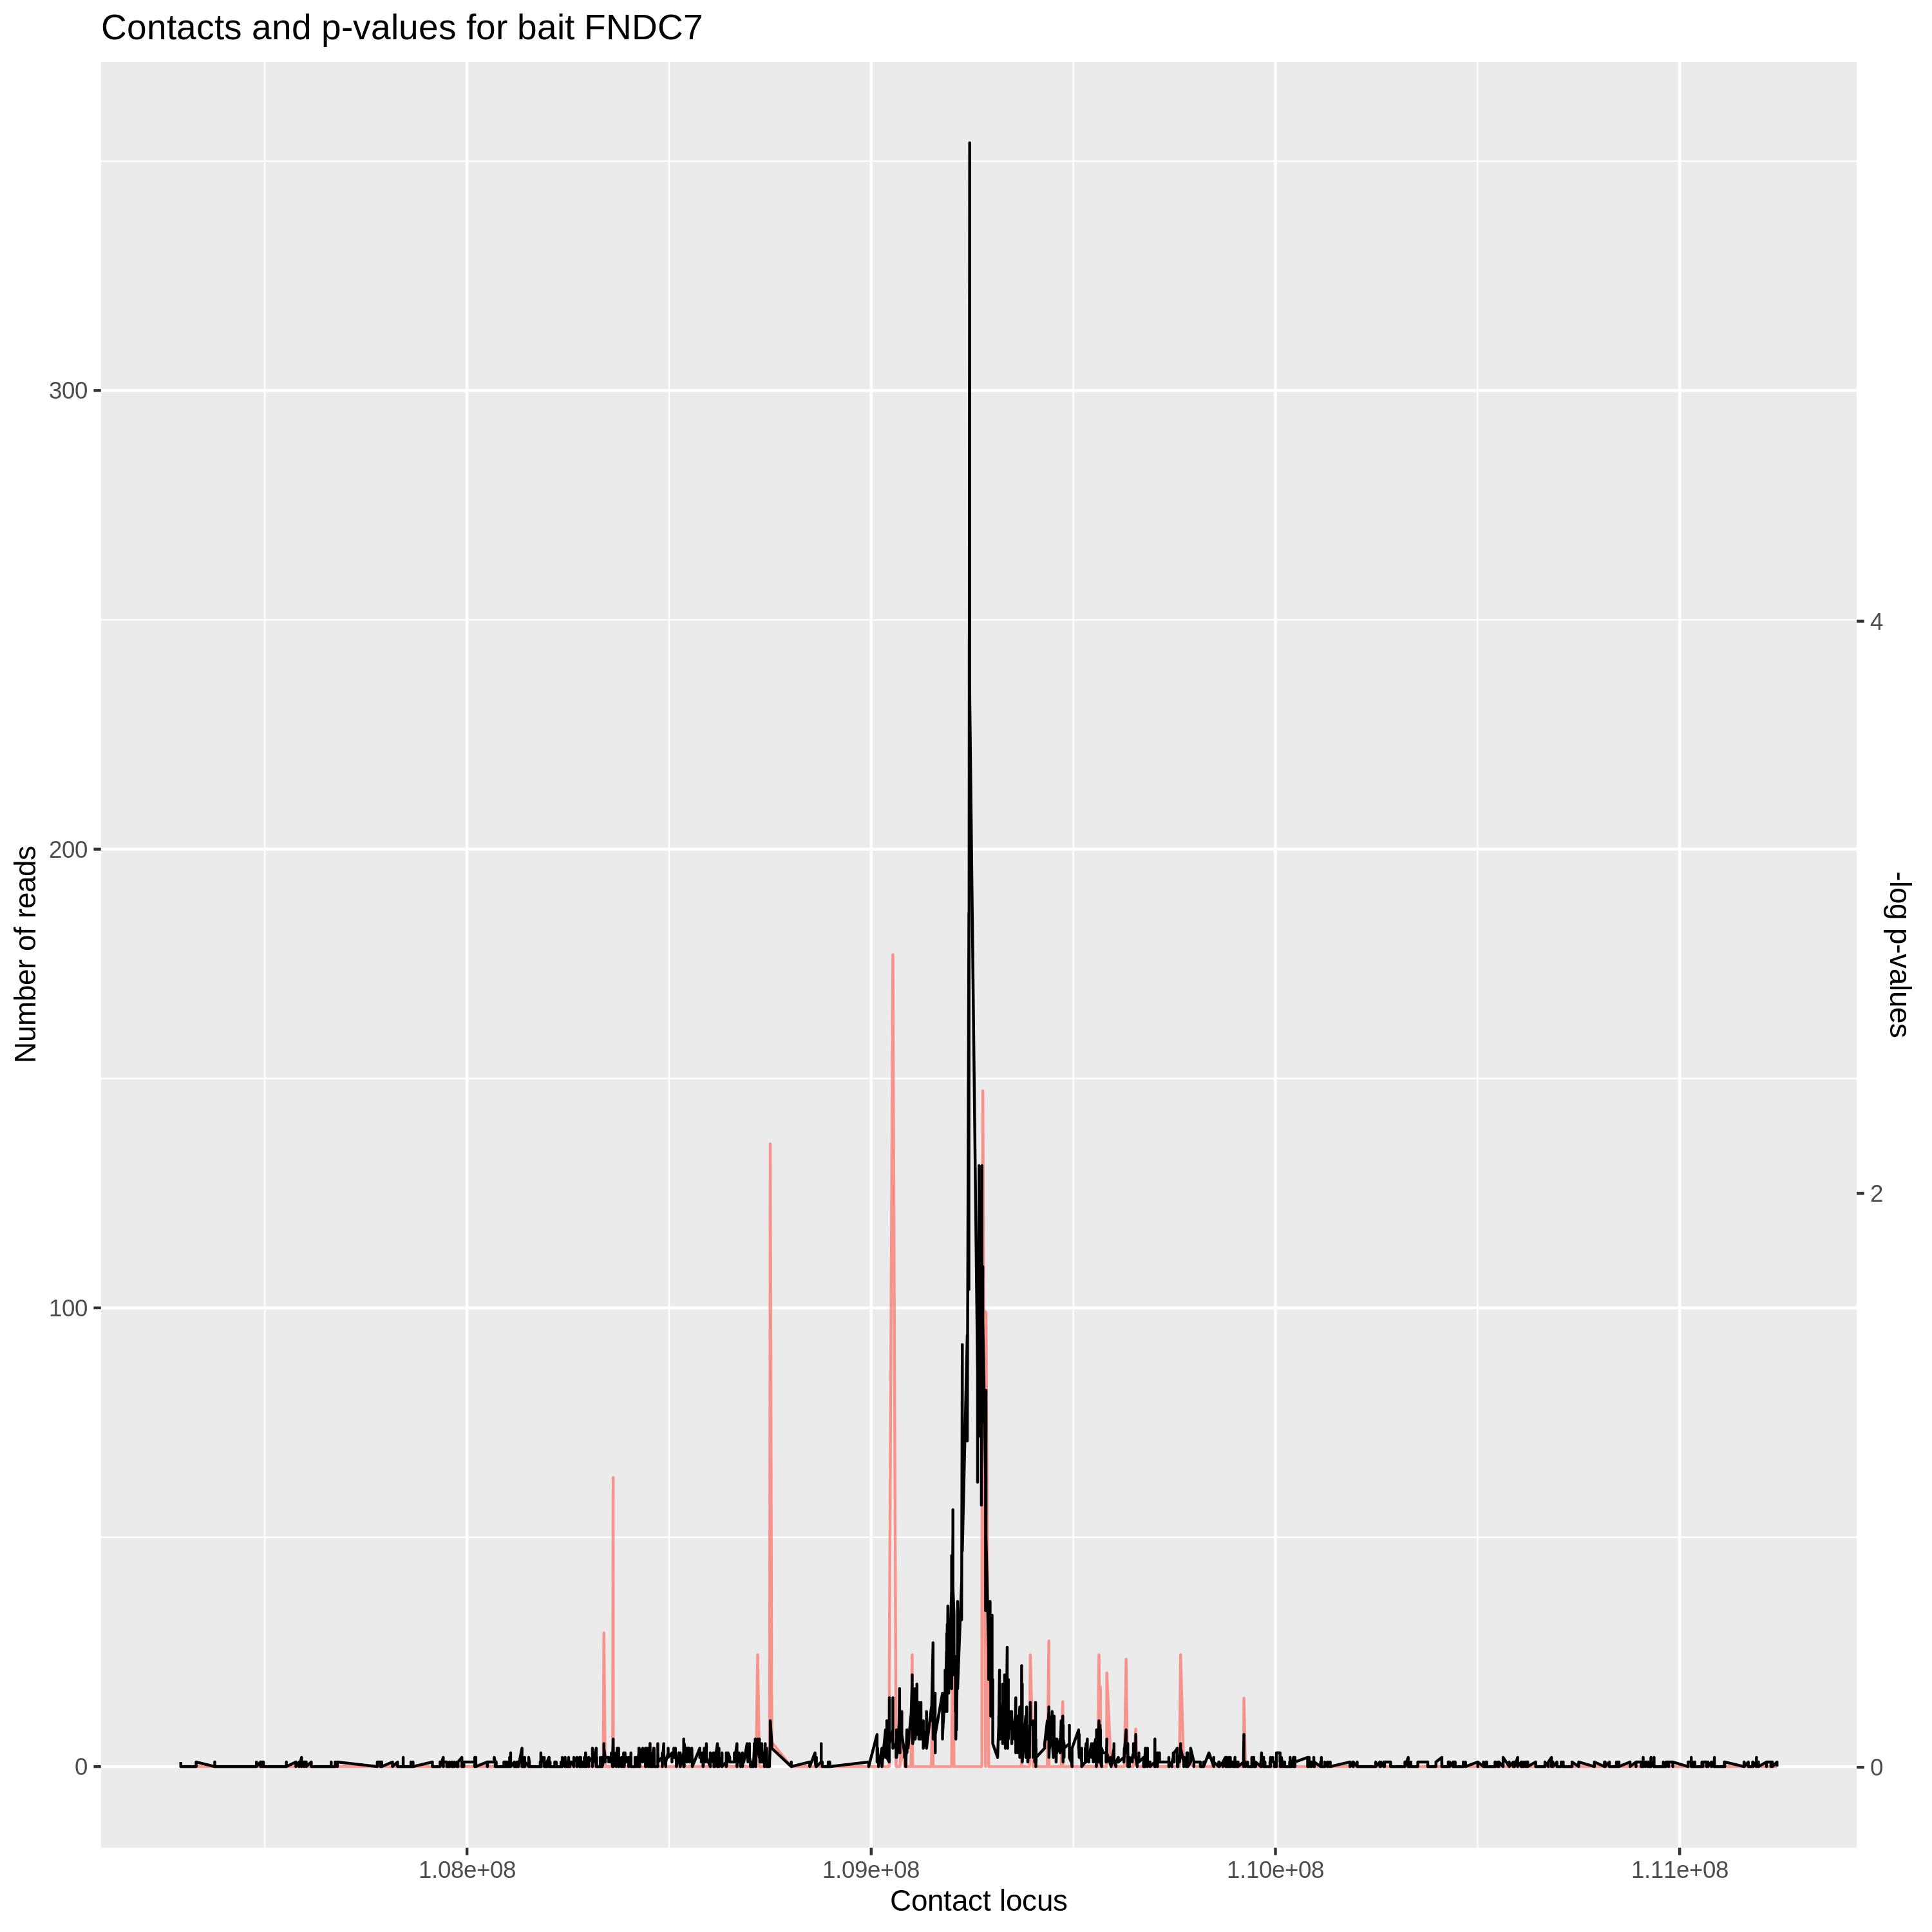 Contacts and p-values for bait FNDC7
300
200
100
0
Number of reads
4
2
0
-log p-values
1.08e+08
1.09e+08
1.10e+08
1.11e+08
Contact locus